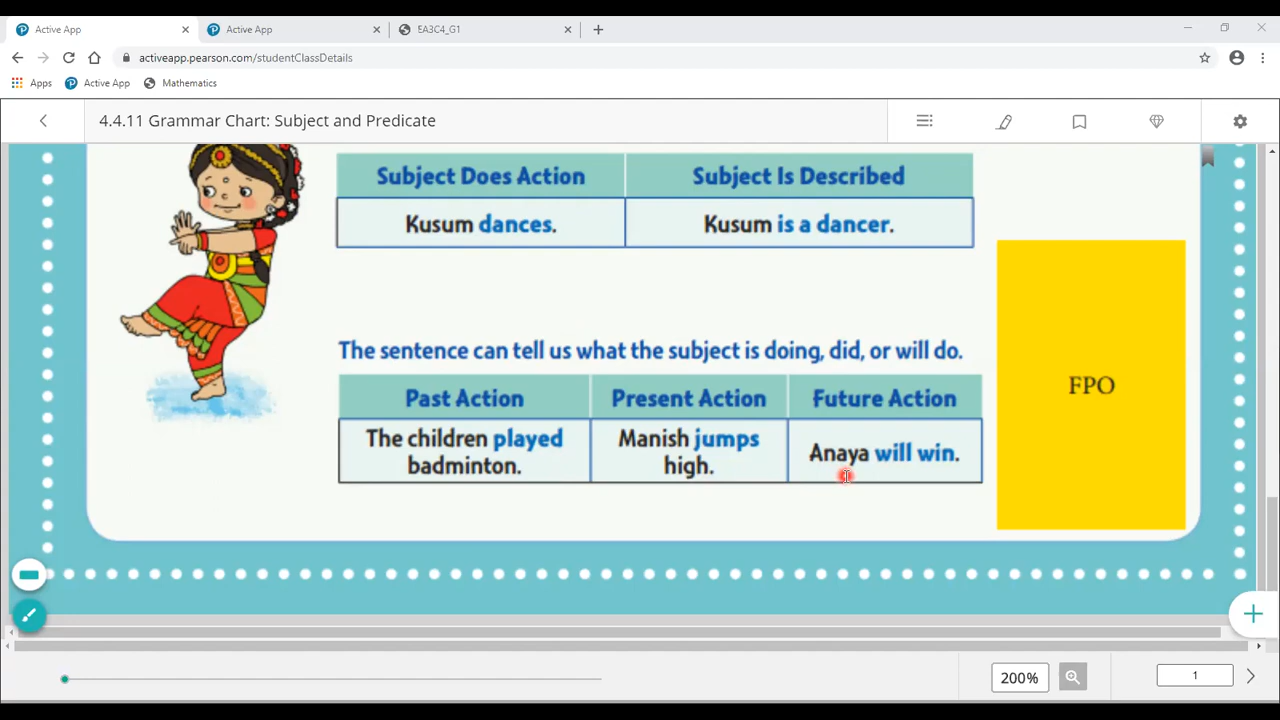 Active App
Active App
EA3C4_G1
activeapp.pearson.com/studentClassDetails
Apps
Active App
Mathematics
4.4.11 Grammar Chart: Subject and Predicate
Subject Does Action
Subject Is Described
Kusum dances.
Kusum is a dancer.
The sentence can tell us what the subject is doing, did, or will do.
Past Action
Present Action
Future Action
The children played
badminton.
Manish jumps
high.
Anaya will win.
FPO
200%
1